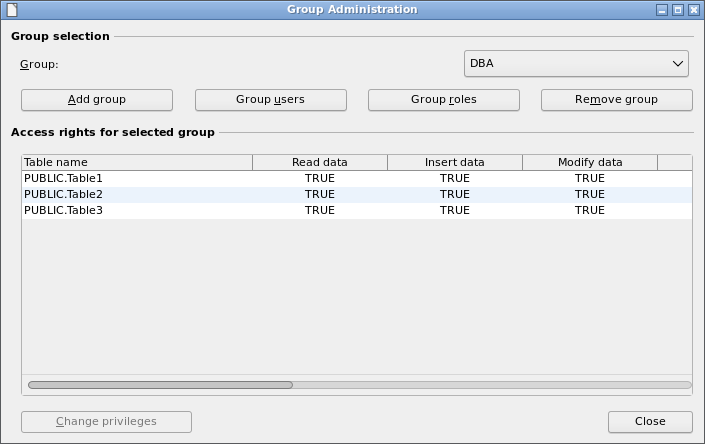 Group Administration
Group selection
Group:
DBA
Add group
Group users
Group roles
Remove group
Access rights for selected group
Table name Read data Insert data Modify data
PUBLIC.Table1 TRUE TRUE TRUE
PUBLIC.Table2 TRUE TRUE TRUE
PUBLIC.Table3 TRUE TRUE TRUE
Change privileges
Close